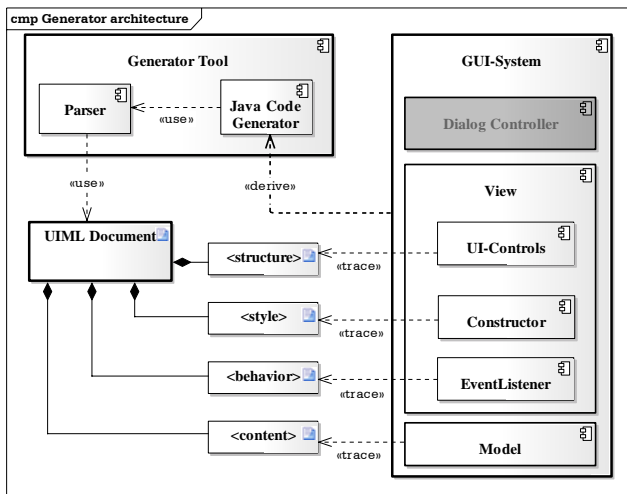 cmp Generator architecture
Generator Tool
GUI-System
Parser
«use»
Java Code
Generator
Dialog Controller
«use»
«derive»
View
UIML Document
UI-Controls
<structure>
«trace»
Constructor
<style>
«trace»
EventListener
<behavior>
«trace»
Model
<content>
«trace»